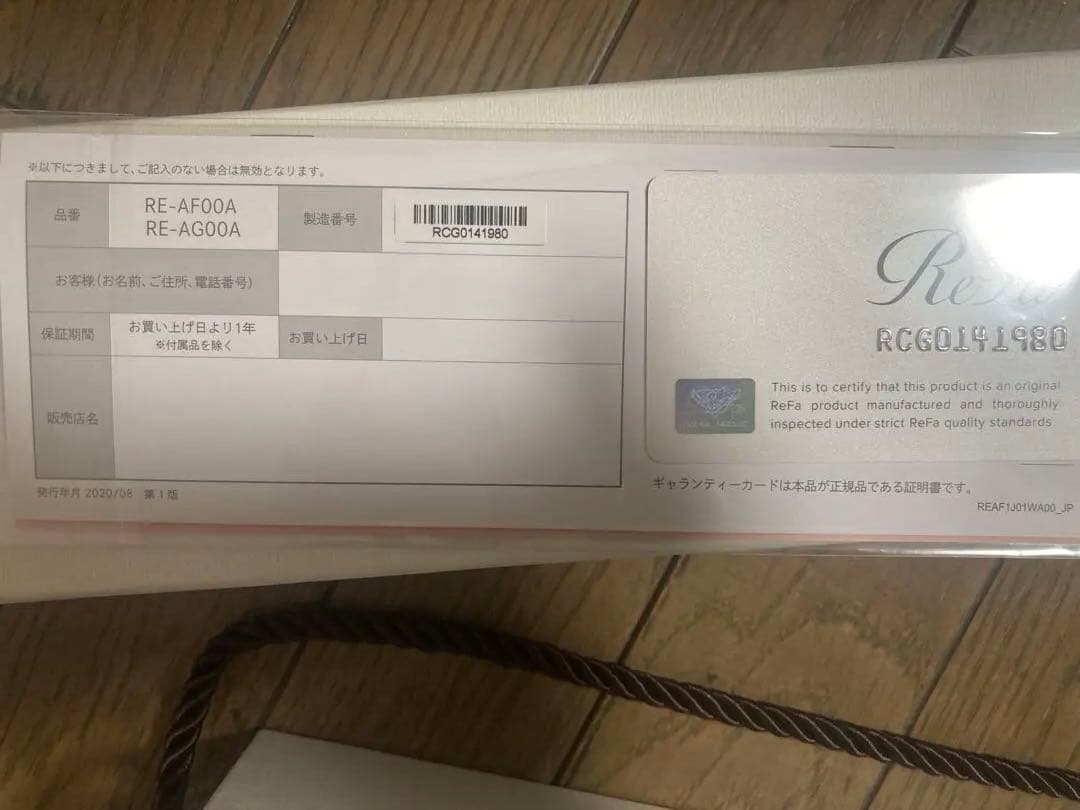 ※以下につきまして、ご記入のない場合は無効となります。
品番
RE-AF00A
RE-AG00A
製造番号
RCG0141980
お客様（お名前、ご住所、電話番号）
保証期間
お買い上げ日より1年
※付属品を除く
お買い上げ日
販売店名
発行年月 2020/08 第1版
ReFa
RCG0141980
This is to certify that this product is an original
ReFa product manufactured and thoroughly
inspected under strict ReFa quality standards.
ギャランティーカードは本品が正規品である証明書です。
REAF1J01WA00_JP